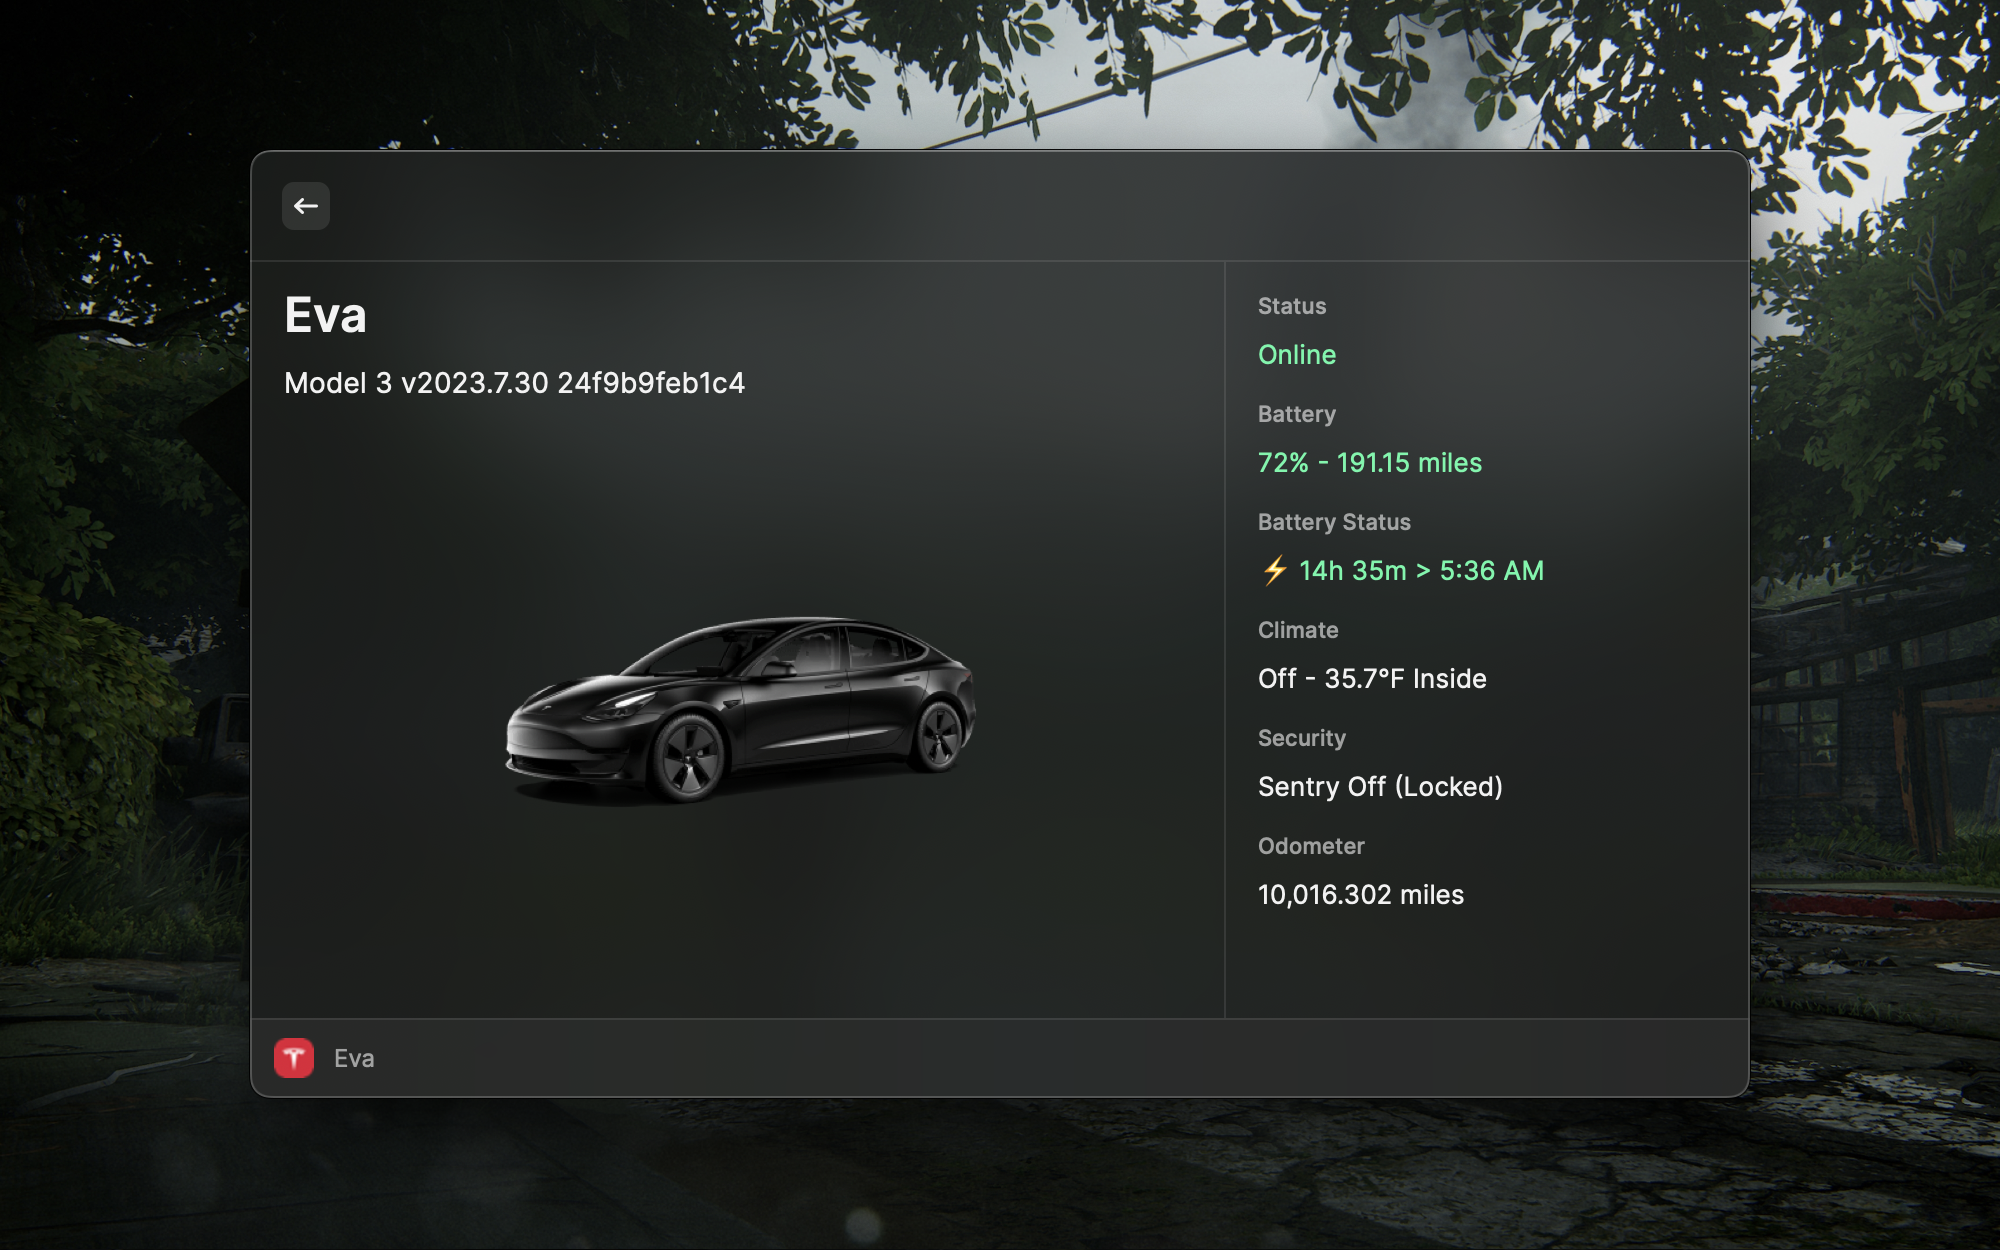 Eva
Model 3 v2023.7.30 24f9b9feb1c4
Status
Online
Battery
72% - 191.15 miles
Battery Status
⚡ 14h 35m > 5:36 AM
Climate
Off - 35.7°F Inside
Security
Sentry Off (Locked)
Odometer
10,016.302 miles
Eva